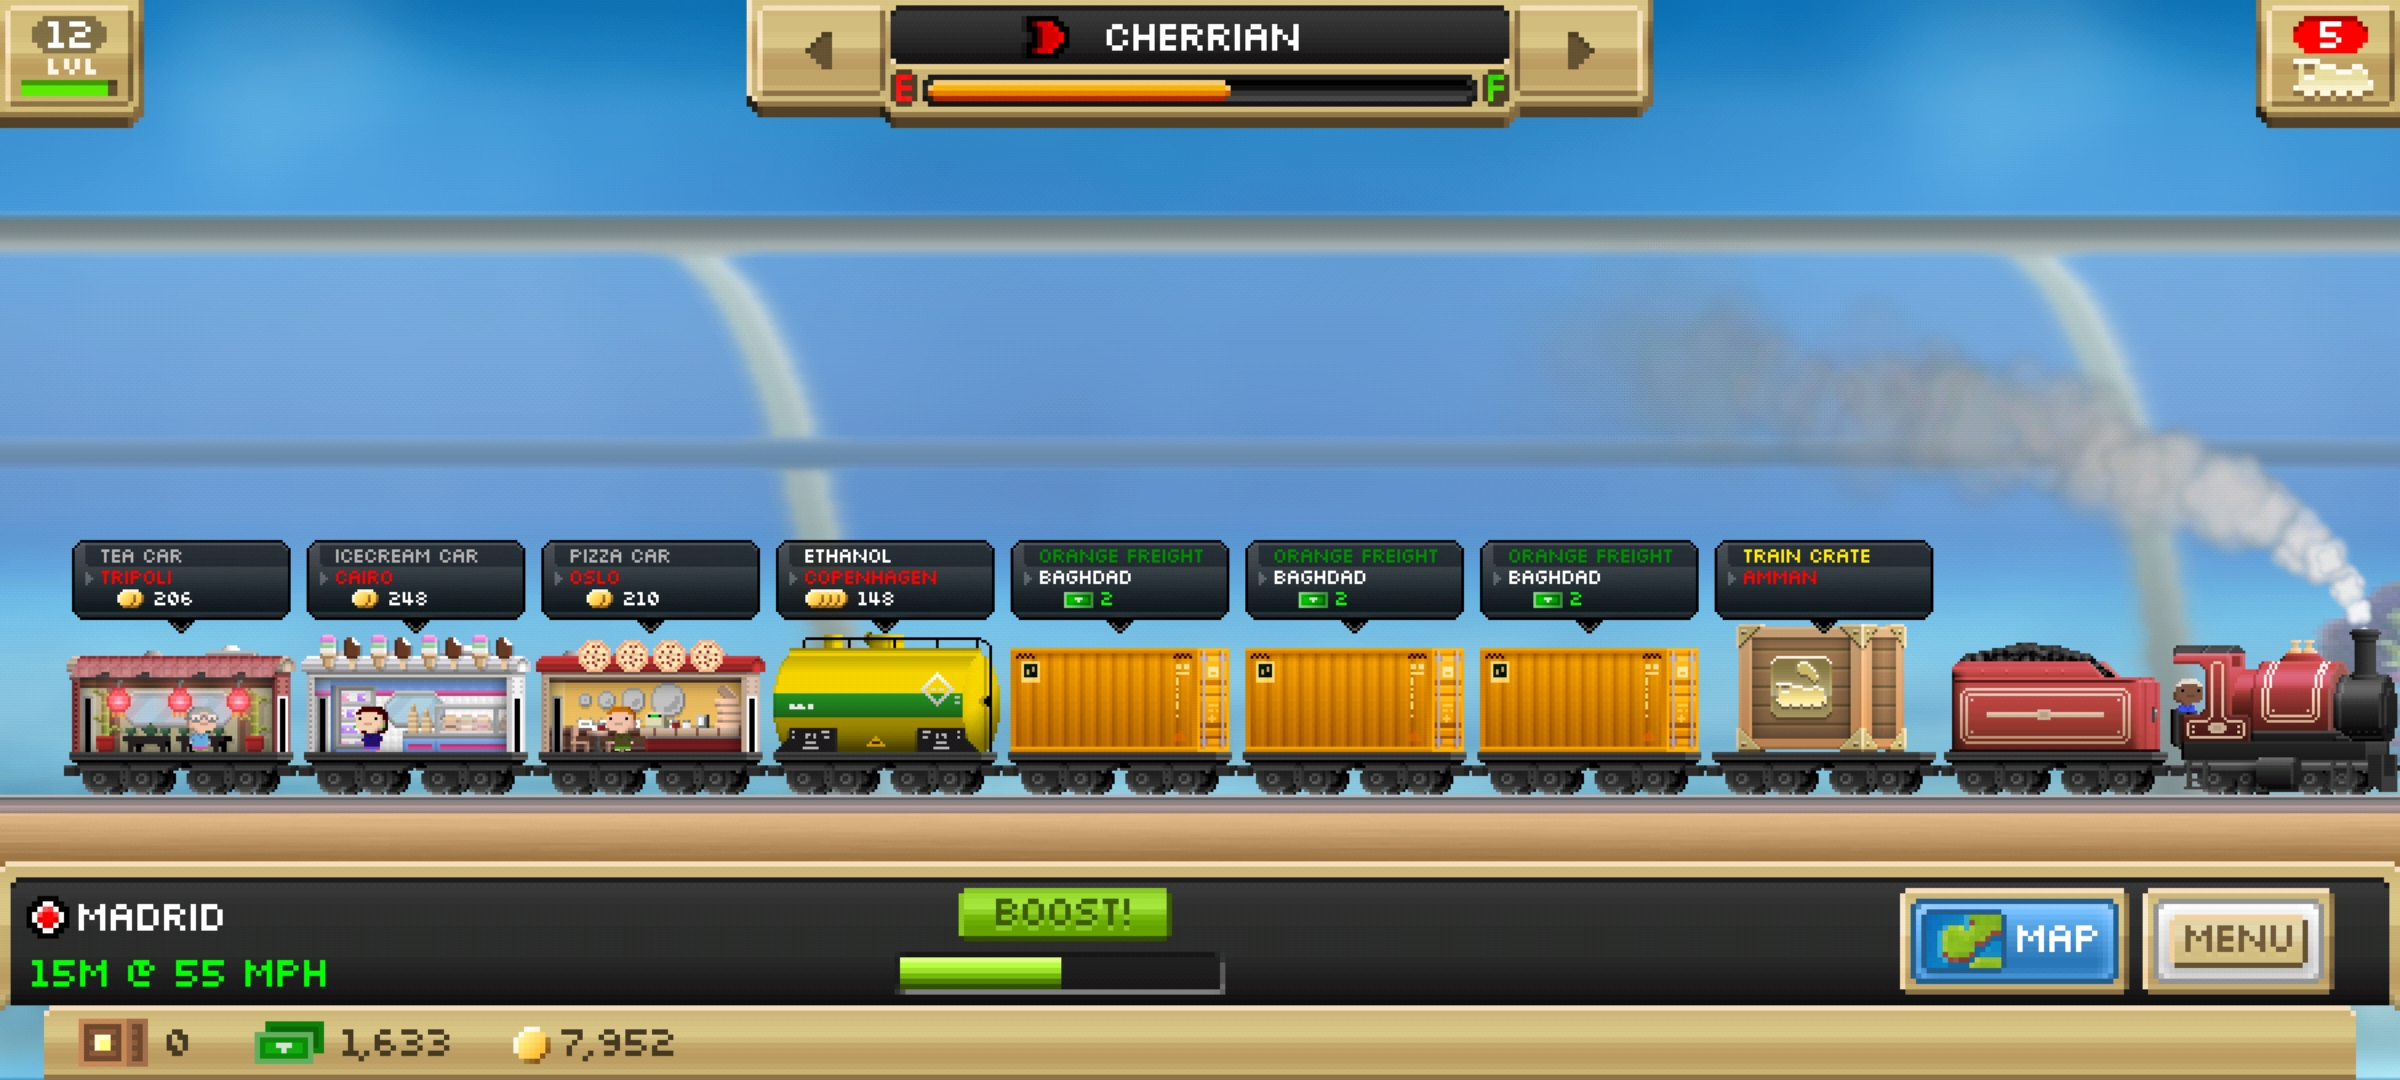 12
LVL
CHERRIAN
E F
5
TEA CAR
TRIPOLI
206
ICECREAM CAR
CAIRO
248
PIZZA CAR
OSLO
210
ETHANOL
COPENHAGEN
148
ORANGE FREIGHT
BAGHDAD
2
ORANGE FREIGHT
BAGHDAD
2
ORANGE FREIGHT
BAGHDAD
2
TRAIN CRATE
AMMAN
MADRID
15M @ 55 MPH
BOOST!
MAP
MENU
0
1,633
7,952